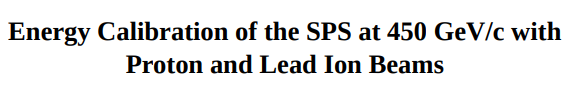 Energy Calibration of the SPS at 450 GeV/c with
Proton and Lead Ion Beams